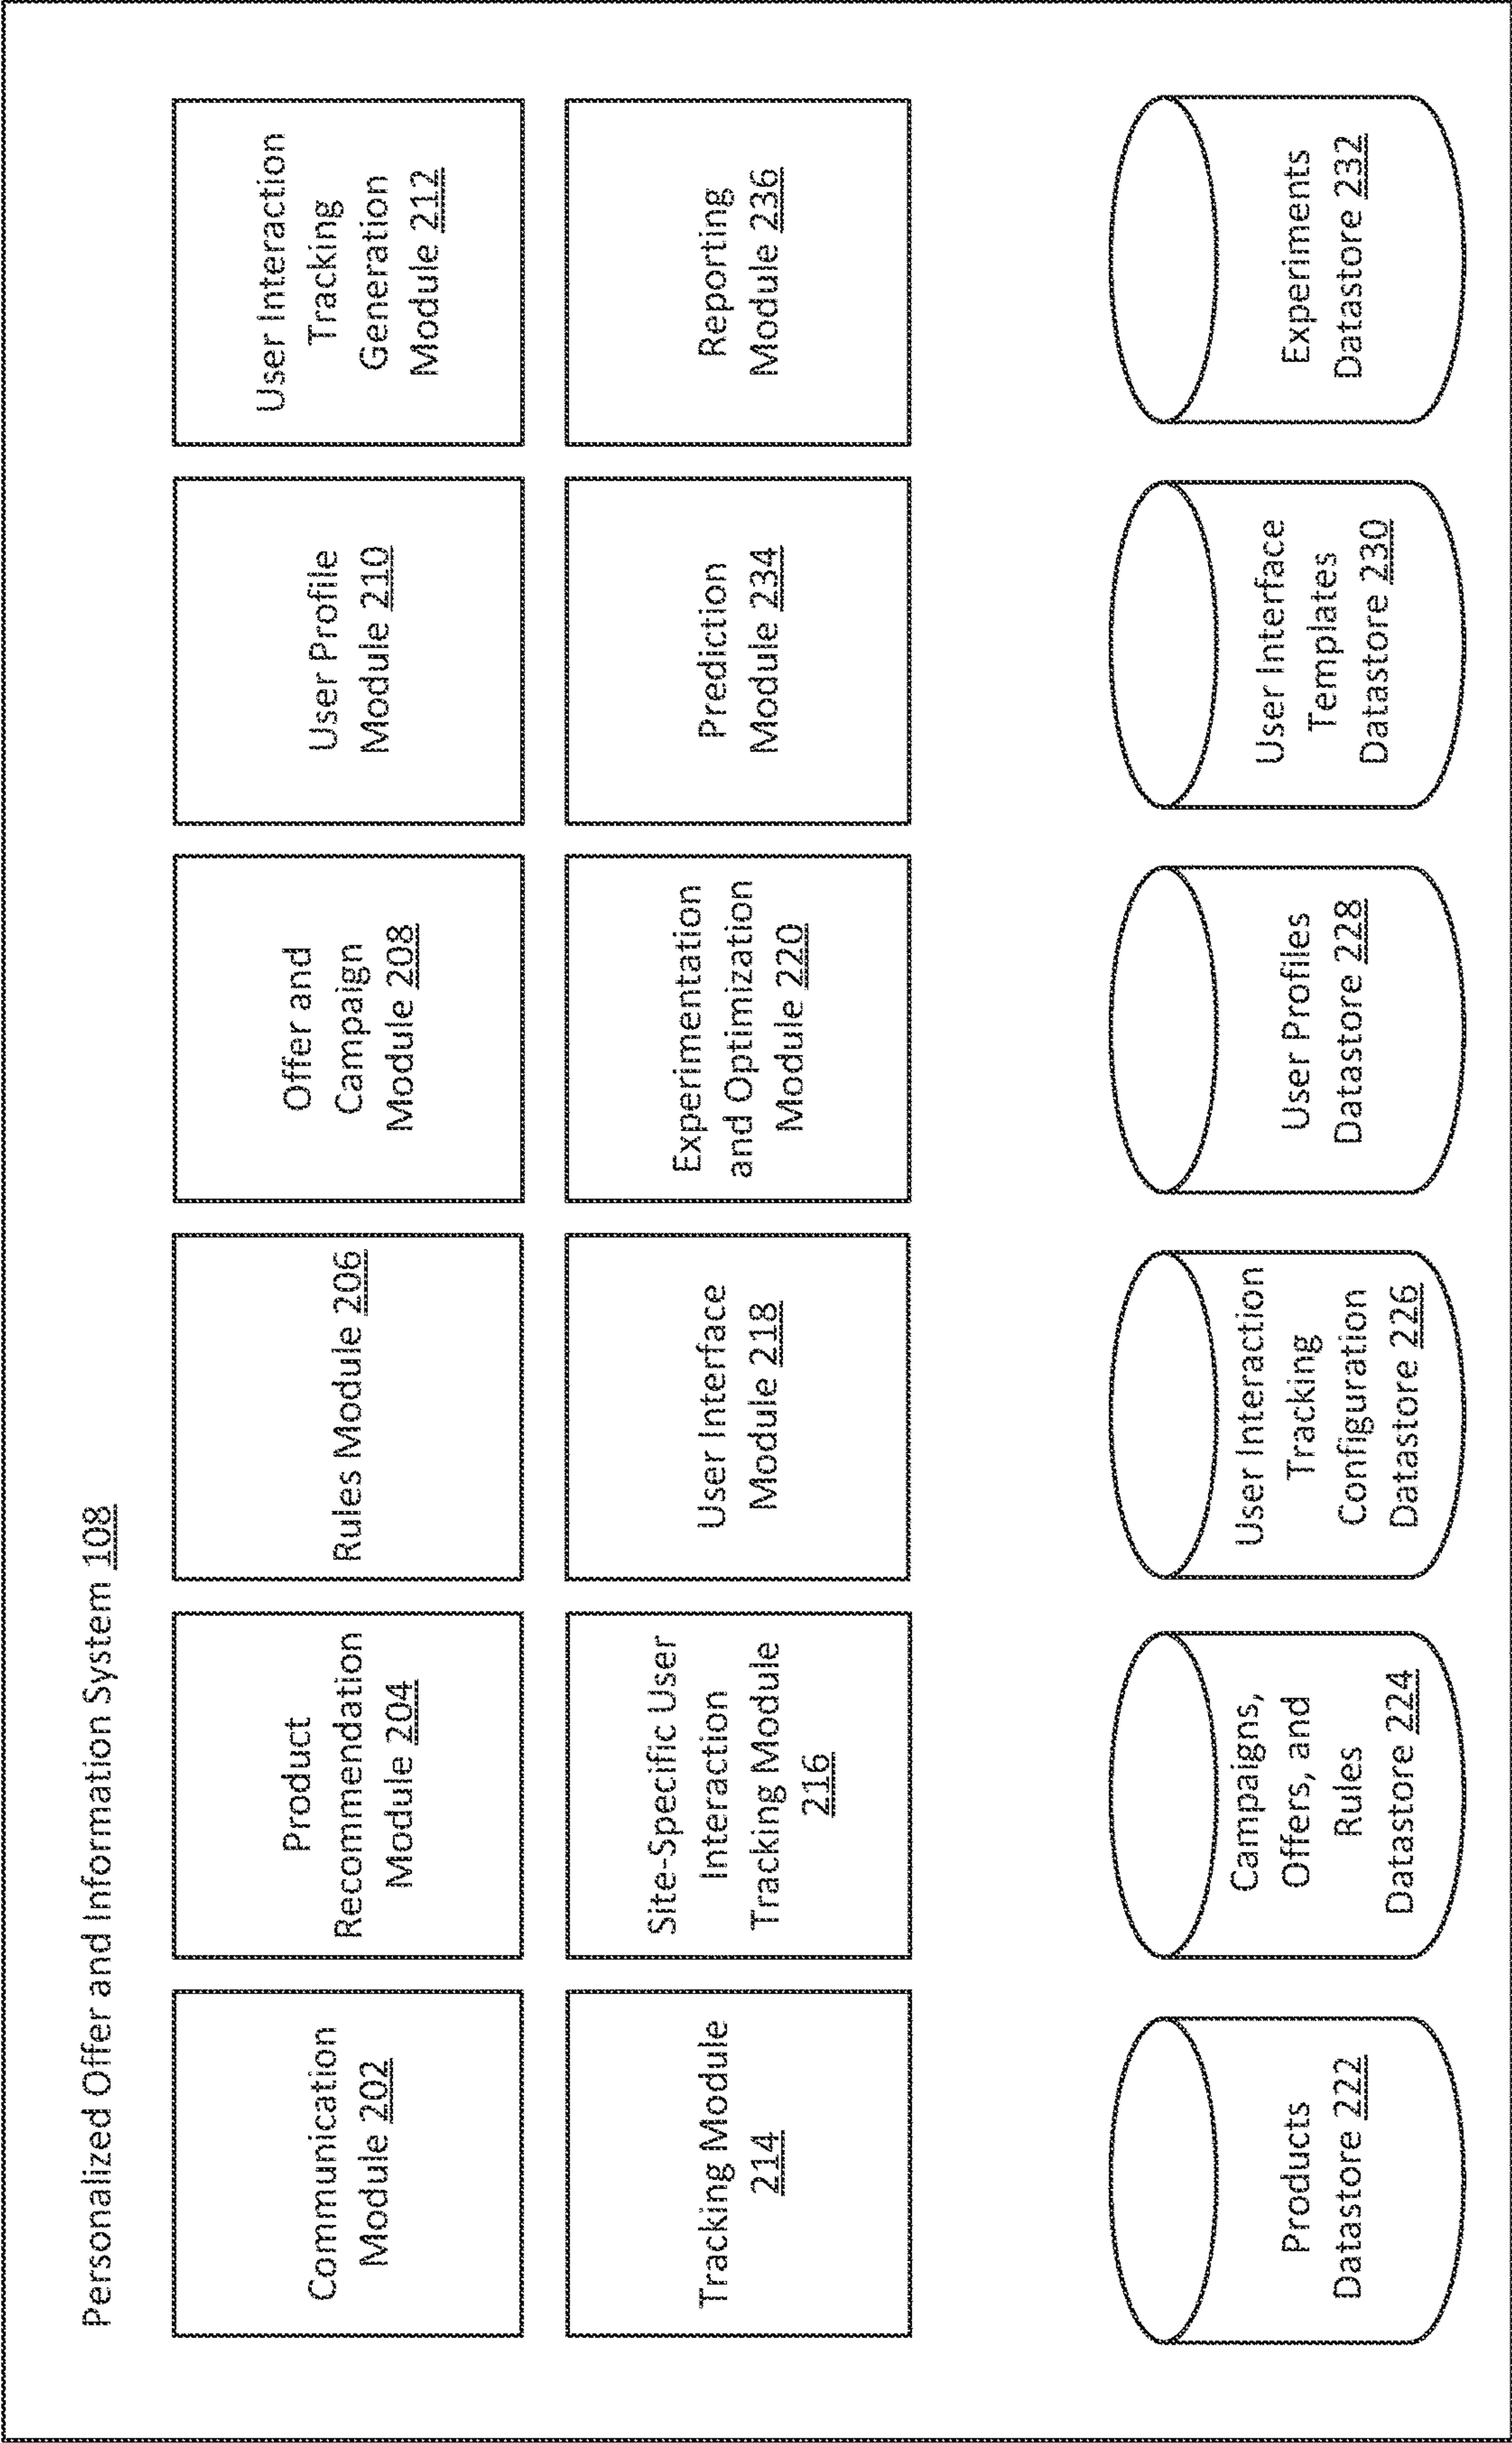 Personalized Offer and Information System 108
Communication
Module 202
Product
Recommendation
Module 204
Rules Module 206
Offer and
Campaign
Module 208
User Profile
Module 210
User Interaction
Tracking
Generation
Module 212
Tracking Module
214
Site-Specific User
Interaction
Tracking Module
216
User Interface
Module 218
Experimentation
and Optimization
Module 220
Prediction
Module 234
Reporting
Module 236
Products
Datastore 222
Campaigns,
Offers, and
Rules
Datastore 224
User Interaction
Tracking
Configuration
Datastore 226
User Profiles
Datastore 228
User Interface
Templates
Datastore 230
Experiments
Datastore 232